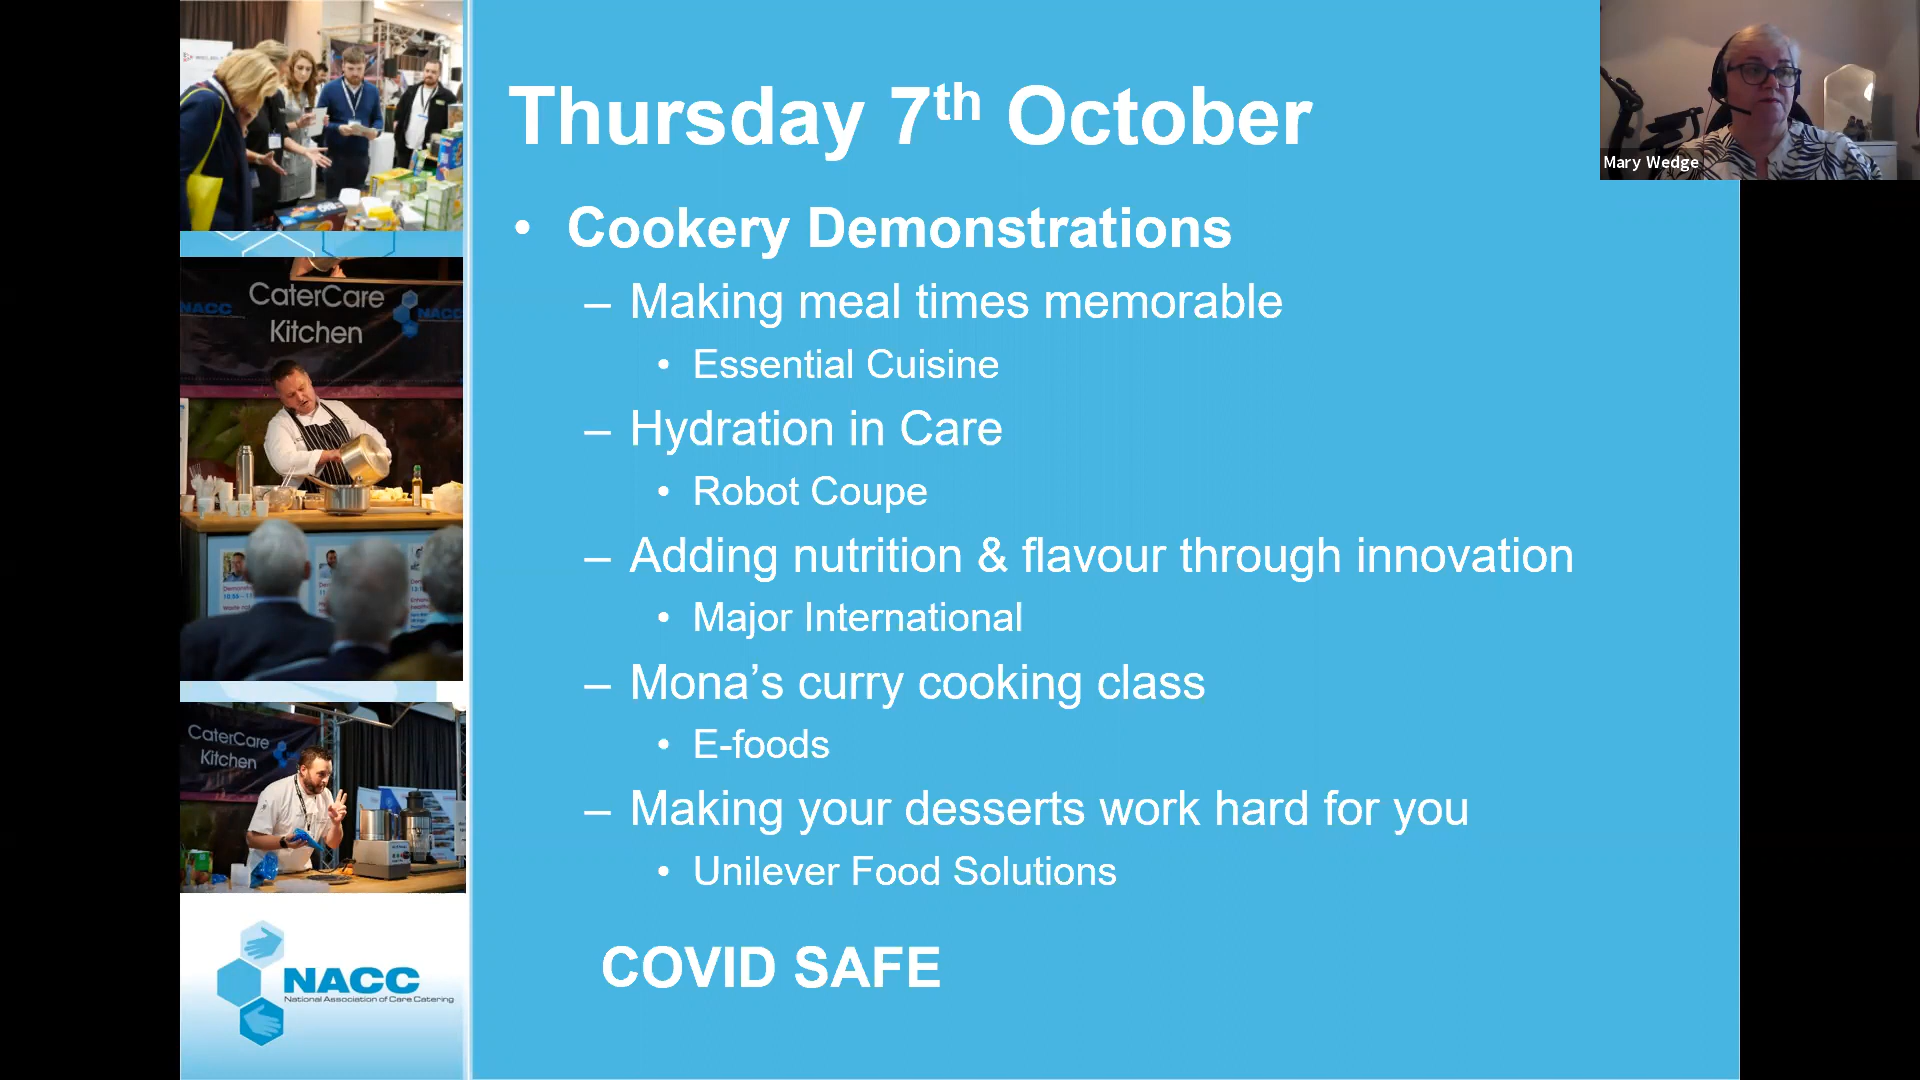 Thursday 7th October
• Cookery Demonstrations
– Making meal times memorable
• Essential Cuisine
– Hydration in Care
• Robot Coupe
– Adding nutrition & flavour through innovation
• Major International
– Mona's curry cooking class
• E-foods
– Making your desserts work hard for you
• Unilever Food Solutions
COVID SAFE
Mary Wedge
NACC
CaterCare
Kitchen
NACC
CaterCare
Kitchen
NACC
National Association of Care Catering